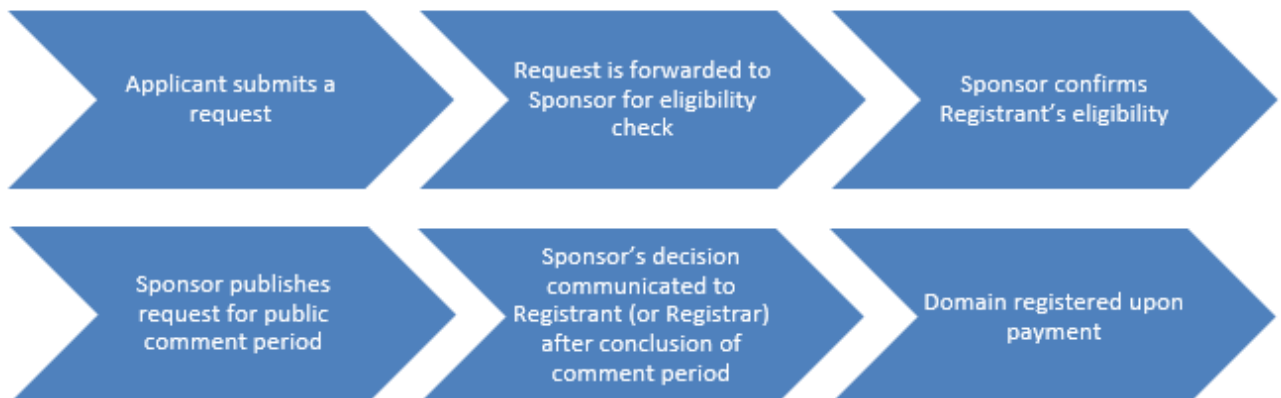 Applicant submits a
request
Request is forwarded to
Sponsor for eligibility
check
Sponsor confirms
Registrant's eligibility
Sponsor publishes
request for public
comment period
Sponsor's decision
communicated to
Registrant (or Registrar)
after conclusion of
comment period
Domain registered upon
payment